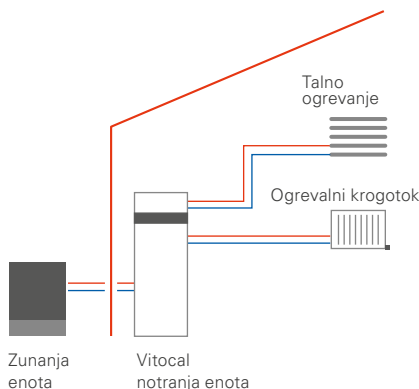 Talno
ogrevanje
Ogrevalni krogotok
Zunanja
enota
Vitocal
notranja enota